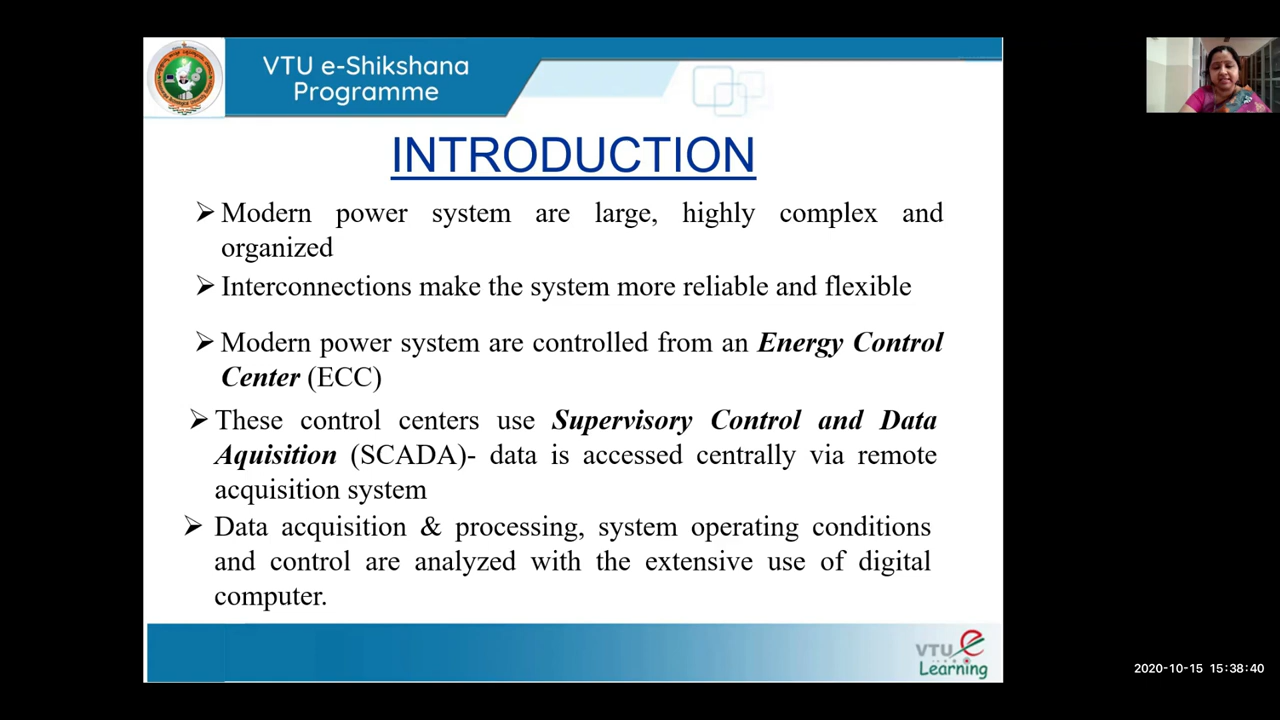 VTU e-Shikshana
Programme
INTRODUCTION
➢ Modern power system are large, highly complex and
organized
➢ Interconnections make the system more reliable and flexible
➢ Modern power system are controlled from an Energy Control
Center (ECC)
➢ These control centers use Supervisory Control and Data
Aquisition (SCADA)- data is accessed centrally via remote
acquisition system
➢ Data acquisition & processing, system operating conditions
and control are analyzed with the extensive use of digital
computer.
VTU e
Learning
2020-10-15 15:38:40